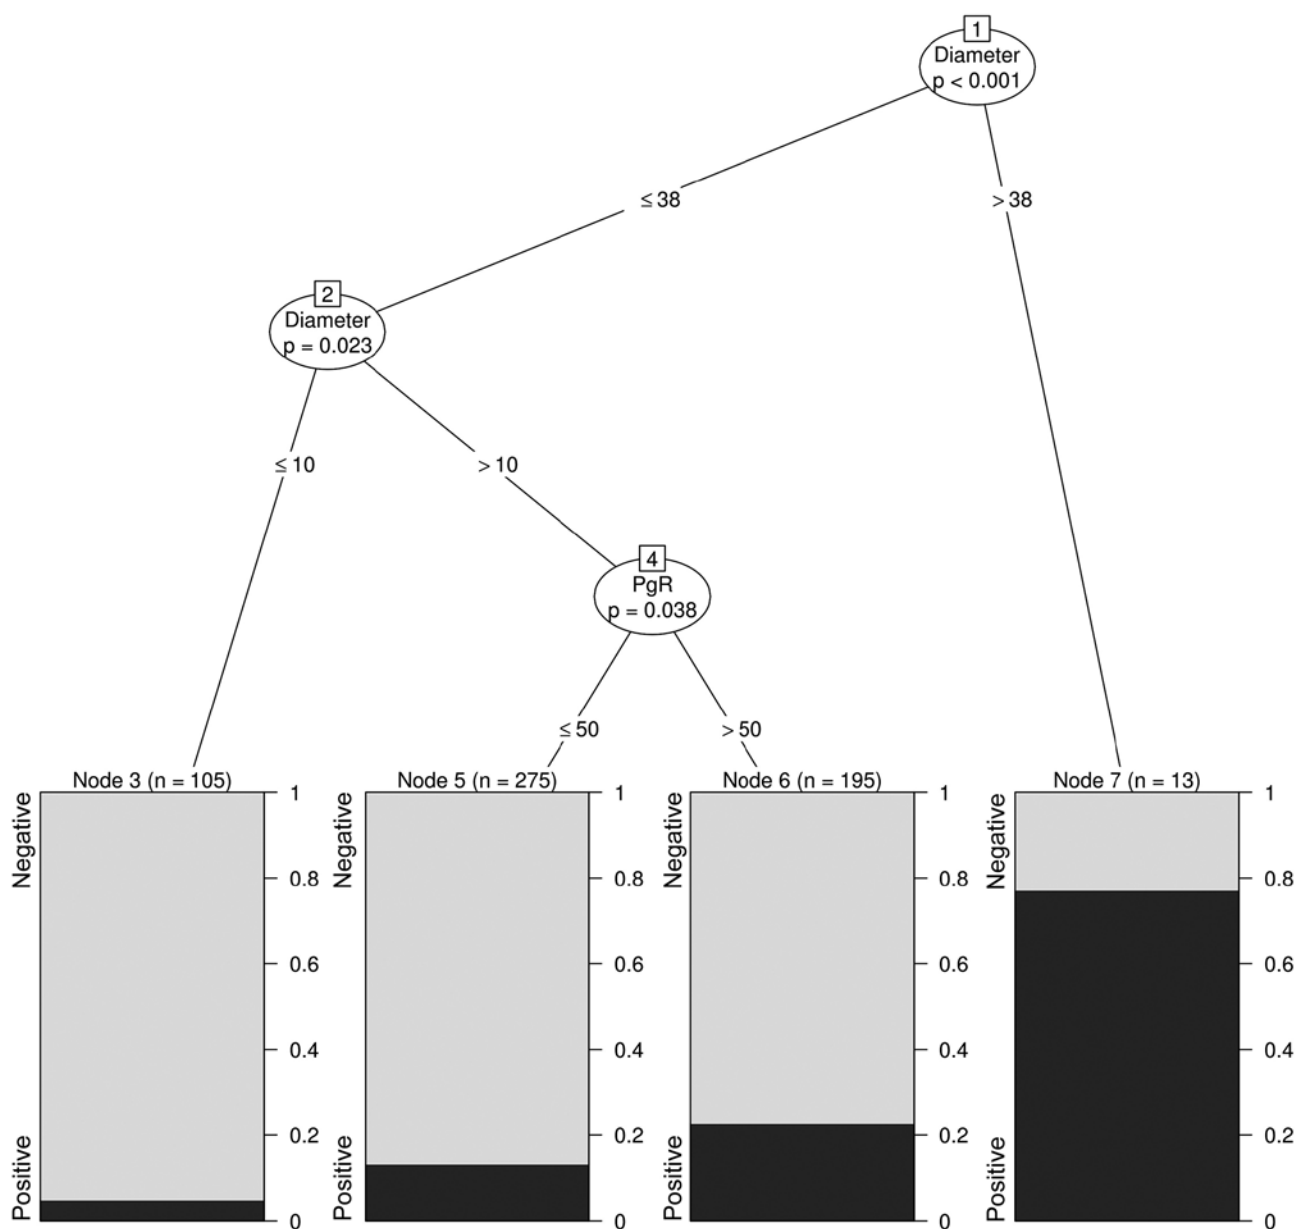 1
Diameter
p < 0.001
≤ 38
> 38
2
Diameter
p = 0.023
≤ 10
> 10
4
PgR
p = 0.038
≤ 50
> 50
Node 3 (n = 105)
Negative
Positive
1
0.8
0.6
0.4
0.2
0
Node 5 (n = 275)
Negative
Positive
1
0.8
0.6
0.4
0.2
0
Node 6 (n = 195)
Negative
Positive
1
0.8
0.6
0.4
0.2
0
Node 7 (n = 13)
Negative
Positive
1
0.8
0.6
0.4
0.2
0